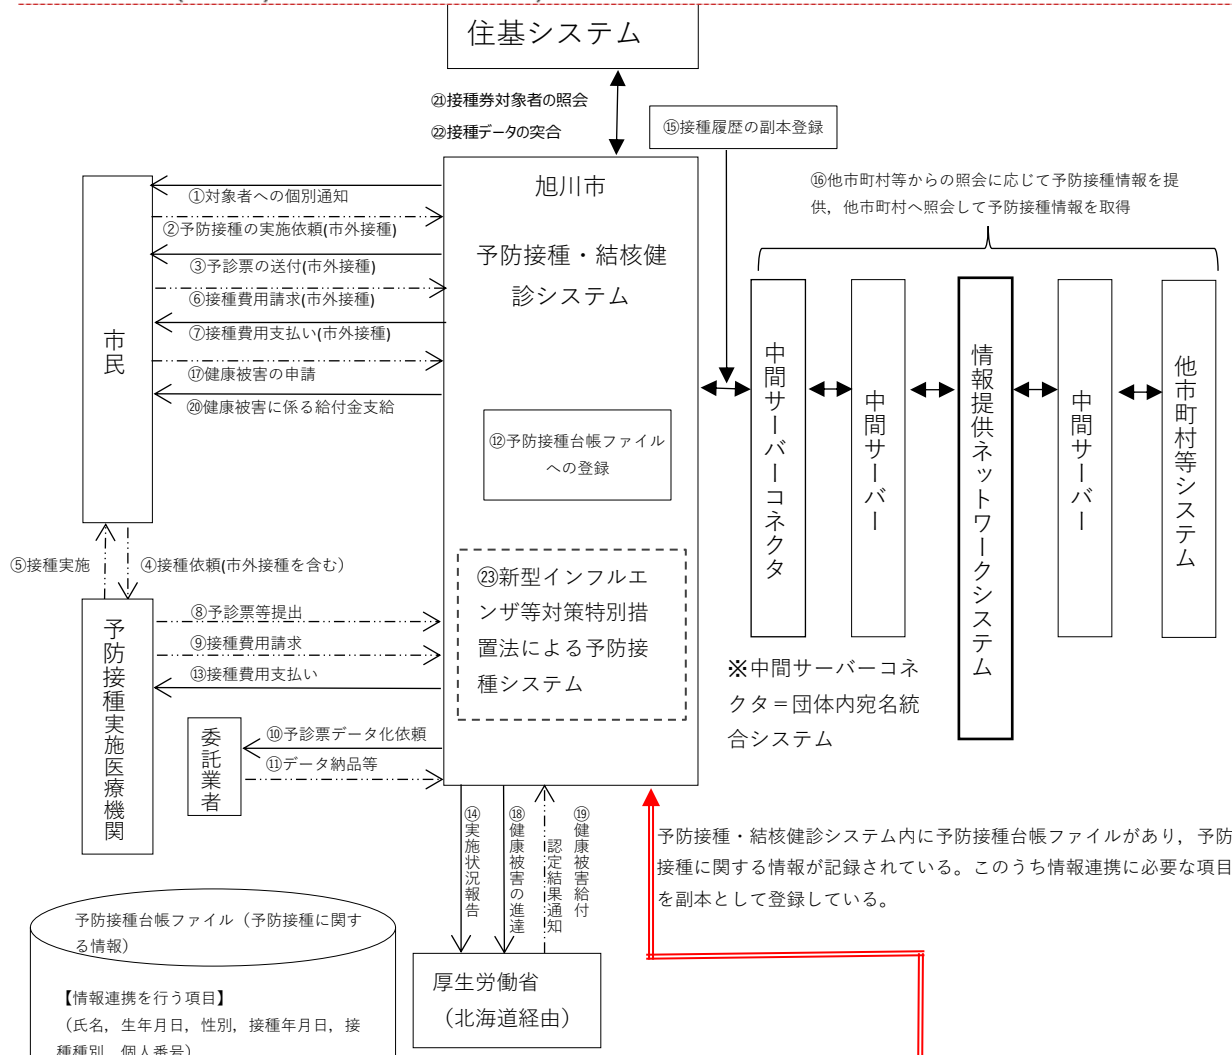 住基システム
㉑接種券対象者の照会
㉒接種データの突合
⑮接種履歴の副本登録
旭川市
予防接種・結核健
診システム
⑯他市町村等からの照会に応じて予防接種情報を提
供，他市町村へ照会して予防接種情報を取得
市民
①対象者への個別通知
②予防接種の実施依頼(市外接種)
③予診票の送付(市外接種)
⑥接種費用請求(市外接種)
⑦接種費用支払い(市外接種)
⑰健康被害の申請
⑳健康被害に係る給付金支給
⑫予防接種台帳ファイル
への登録
中間サーバーコネクタ
中間サーバー
情報提供ネットワークシステム
中間サーバー
他市町村等システム
⑤接種実施
④接種依頼(市外接種を含む）
㉓新型インフルエ
ンザ等対策特別措
置法による予防接
種システム
予防接種実施医療機関
⑧予診票等提出
⑨接種費用請求
⑬接種費用支払い
※中間サーバーコネ
クタ＝団体内宛名統
合システム
委託業者
⑩予診票データ化依頼
⑪データ納品等
⑭実施状況報告
⑱健康被害の進達
⑲健康被害給付
認定結果通知
予防接種・結核健診システム内に予防接種台帳ファイルがあり，予防
接種に関する情報が記録されている。このうち情報連携に必要な項目
を副本として登録している。
予防接種台帳ファイル（予防接種に関す
る情報）
【情報連携を行う項目】
（氏名，生年月日，性別，接種年月日，接
種種別，個人番号）
厚生労働省
（北海道経由）